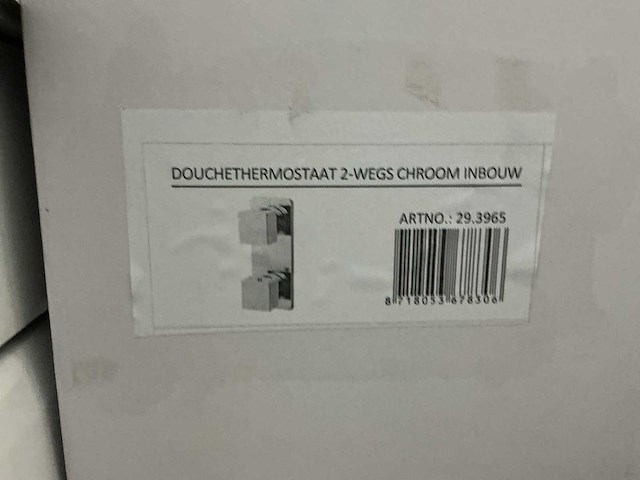 DOUCHETHERMOSTAAT 2-WEGS CHROOM INBOUW
ARTNO.: 29.3965
8 718053 678306